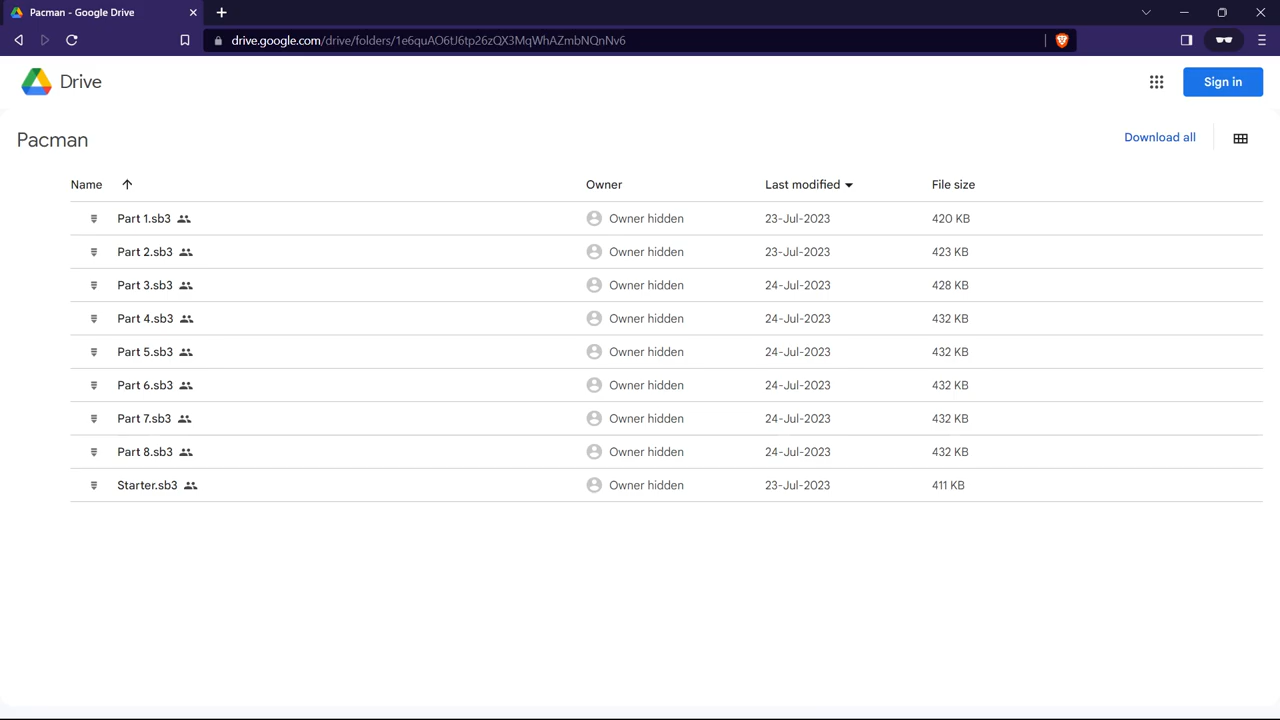 Pacman - Google Drive
drive.google.com/drive/folders/1e6quAO6tJ6tp26zQX3MqWhAZmbNQnNv6
Drive
Sign in
Pacman
Download all
Name Owner Last modified File size
Part 1.sb3 Owner hidden 23-Jul-2023 420 KB
Part 2.sb3 Owner hidden 23-Jul-2023 423 KB
Part 3.sb3 Owner hidden 24-Jul-2023 428 KB
Part 4.sb3 Owner hidden 24-Jul-2023 432 KB
Part 5.sb3 Owner hidden 24-Jul-2023 432 KB
Part 6.sb3 Owner hidden 24-Jul-2023 432 KB
Part 7.sb3 Owner hidden 24-Jul-2023 432 KB
Part 8.sb3 Owner hidden 24-Jul-2023 432 KB
Starter.sb3 Owner hidden 23-Jul-2023 411 KB